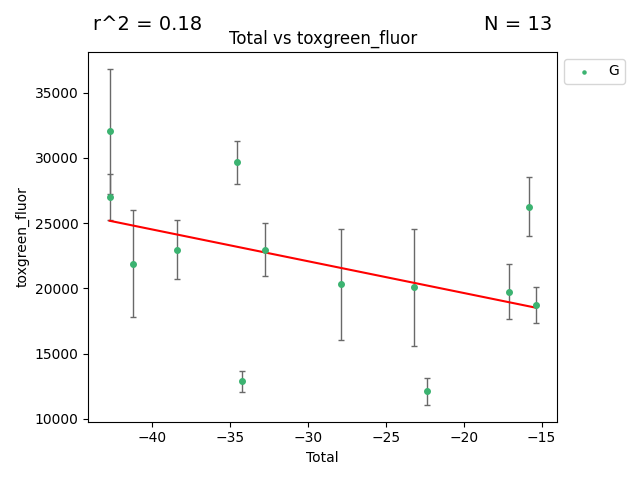 r^2 = 0.18
N = 13
Total vs toxgreen_fluor
G
35000
30000
25000
20000
15000
10000
toxgreen_fluor
−40
−35
−30
−25
−20
−15
Total